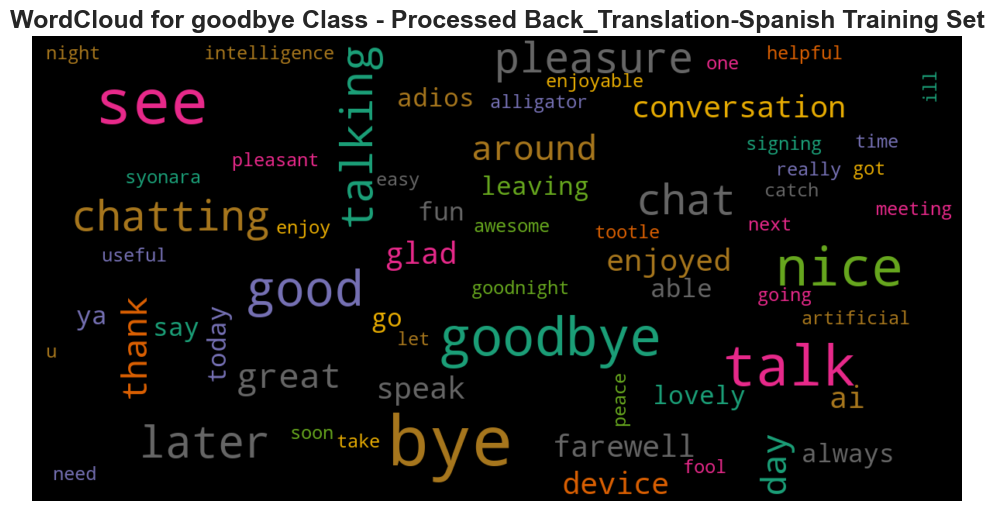 WordCloud for goodbye Class - Processed Back_Translation-Spanish Training Set
night
intelligence
talking
pleasure
one
helpful
see
adios
enjoyable
alligator
conversation
ill
around
signing
time
pleasant
syonara
easy
leaving
really
got
catch
chatting
enjoy
fun
chat
meeting
awesome
tootle
next
useful
glad
enjoyed
nice
good
goodnight
able
going
ya
thank
say
today
go
let
goodbye
artificial
u
great
speak
talk
peace
lovely
ai
later
soon
take
bye
farewell
day
always
need
device
fool